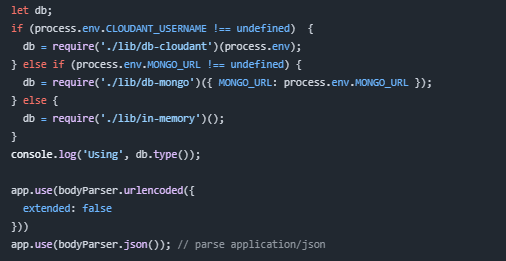 let db;
if (process.env.CLOUDANT_USERNAME !== undefined)  {
  db = require('./lib/db-cloudant')(process.env);
} else if (process.env.MONGO_URL !== undefined) {
  db = require('./lib/db-mongo')({ MONGO_URL: process.env.MONGO_URL });
} else {
  db = require('./lib/in-memory')();
}
console.log('Using', db.type());

app.use(bodyParser.urlencoded({
  extended: false
}))
app.use(bodyParser.json()); // parse application/json